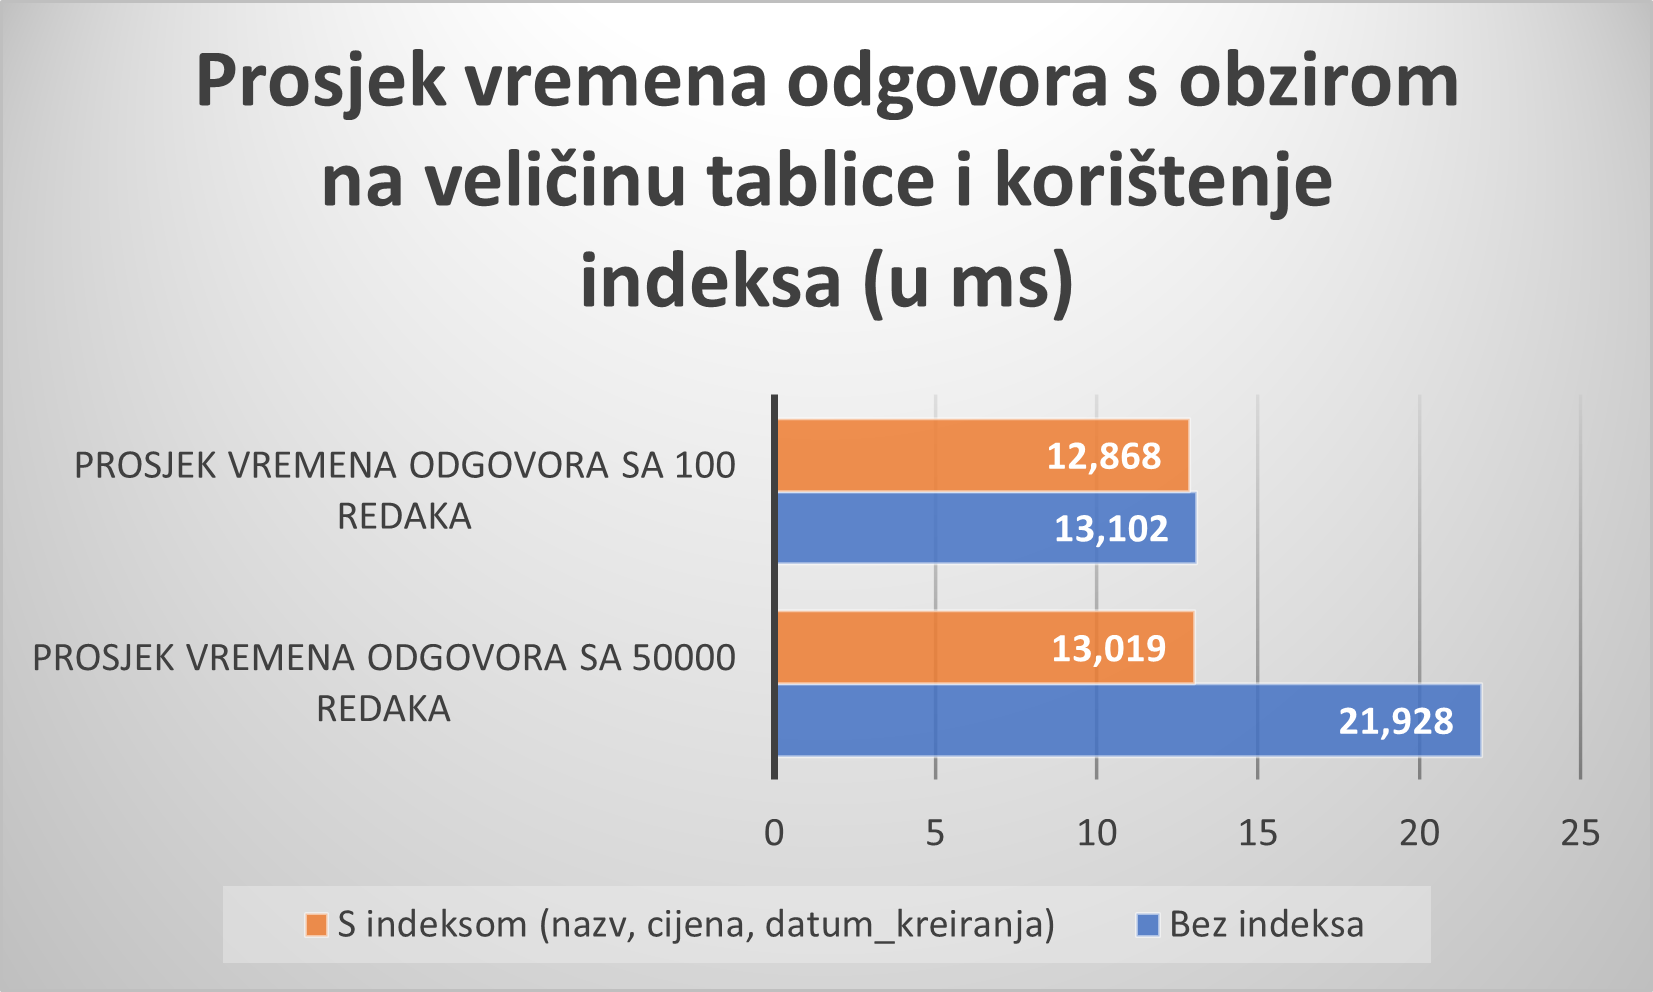 Prosjek vremena odgovora s obzirom
na veličinu tablice i korištenje
indeksa (u ms)
PROSJEK VREMENA ODGOVORA SA 100
REDAKA
12,868
13,102
PROSJEK VREMENA ODGOVORA SA 50000
REDAKA
13,019
21,928
0 5 10 15 20 25
S indeksom (nazv, cijena, datum_kreiranja) Bez indeksa